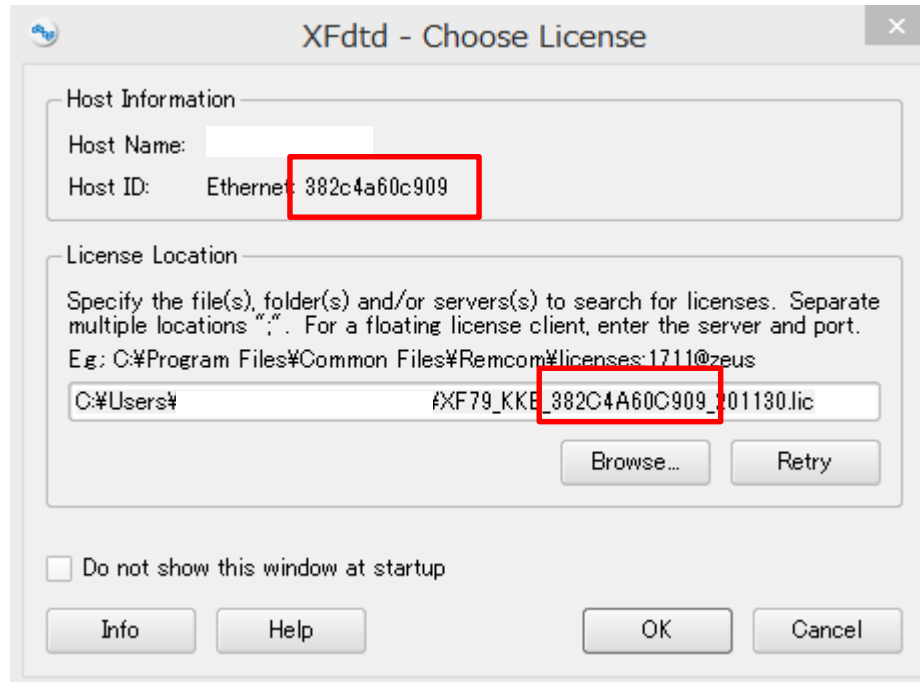 XFdtd - Choose License
Host Information
Host Name:
Host ID: Ethernet: 382c4a60c909
License Location
Specify the file(s), folder(s) and/or servers(s) to search for licenses. Separate
multiple locations ";". For a floating license client, enter the server and port.
Eg; C:¥Program Files¥Common Files¥Remcom¥licenses;1711@zeus
C:¥Users¥ ¥XF79_KKE_382C4A60C909_201130.lic
Browse... Retry
Do not show this window at startup
Info Help OK Cancel